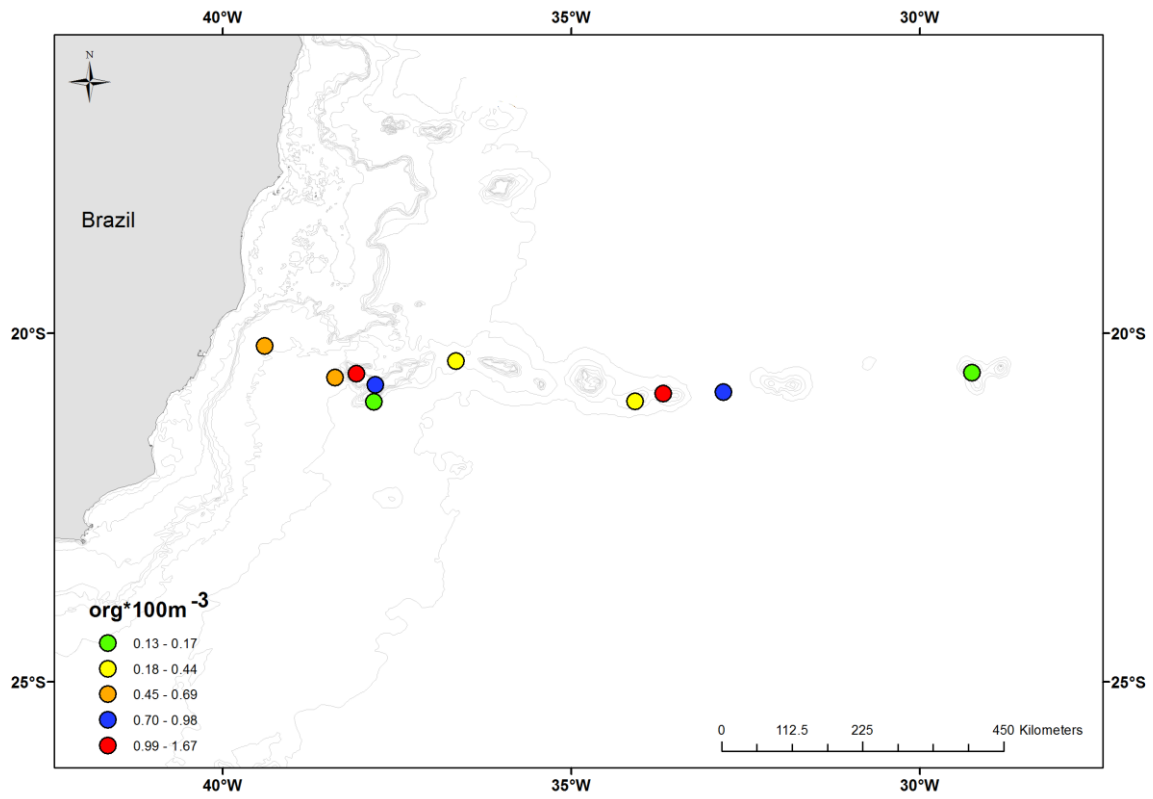 40°W 35°W 30°W
N
Brazil
20°S 20°S
org*100m -3
0.13 - 0.17
0.18 - 0.44
0.45 - 0.69
0.70 - 0.98
0.99 - 1.67
25°S 25°S
0 112.5 225 450 Kilometers
40°W 35°W 30°W